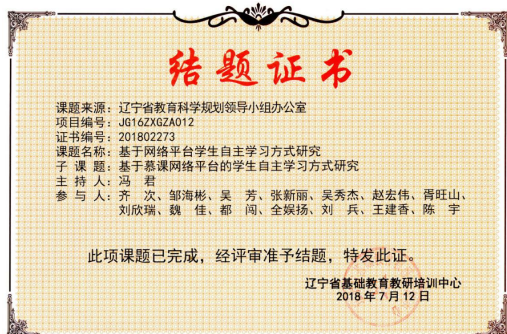 结题证书
课题来源：辽宁省教育科学规划领导小组办公室
项目编号：JG16ZXGZA012
证书编号：201802273
课题名称：基于网络平台学生自主学习方式研究
子 课 题：基于慕课网络平台的学生自主学习方式研究
主 持 人：冯 君
参 与 人：齐 次、邹海彬、吴 芳、张新丽、吴秀杰、赵宏伟、胥旺山、
刘欣瑞、魏 佳、都 闯、全娱扬、刘 兵、王建香、陈 宇
此项课题已完成，经评审准予结题，特发此证。
辽宁省基础教育教研培训中心
2018 年 7 月 12 日